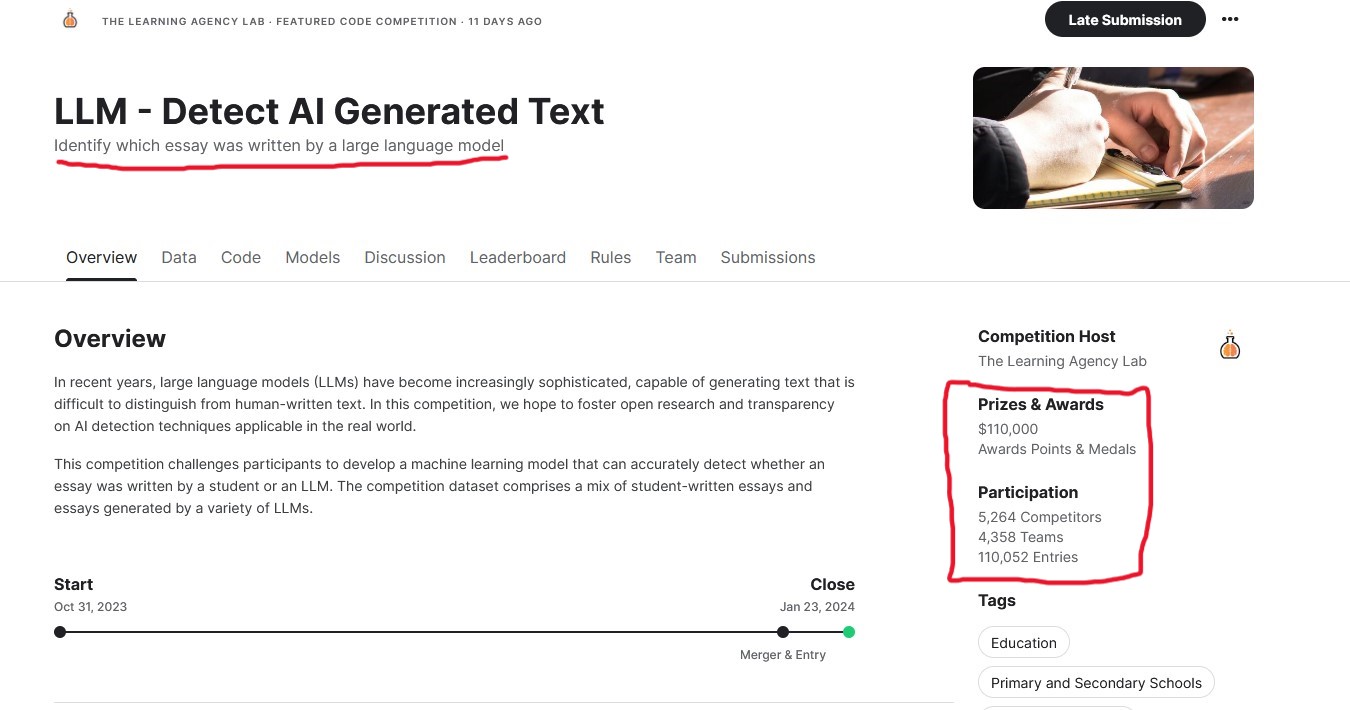 THE LEARNING AGENCY LAB · FEATURED CODE COMPETITION · 11 DAYS AGO
Late Submission
LLM - Detect AI Generated Text
Identify which essay was written by a large language model
Overview Data Code Models Discussion Leaderboard Rules Team Submissions
Overview
In recent years, large language models (LLMs) have become increasingly sophisticated, capable of generating text that is
difficult to distinguish from human-written text. In this competition, we hope to foster open research and transparency
on AI detection techniques applicable in the real world.
This competition challenges participants to develop a machine learning model that can accurately detect whether an
essay was written by a student or an LLM. The competition dataset comprises a mix of student-written essays and
essays generated by a variety of LLMs.
Start
Oct 31, 2023
Close
Jan 23, 2024
Merger & Entry
Competition Host
The Learning Agency Lab
Prizes & Awards
$110,000
Awards Points & Medals
Participation
5,264 Competitors
4,358 Teams
110,052 Entries
Tags
Education
Primary and Secondary Schools